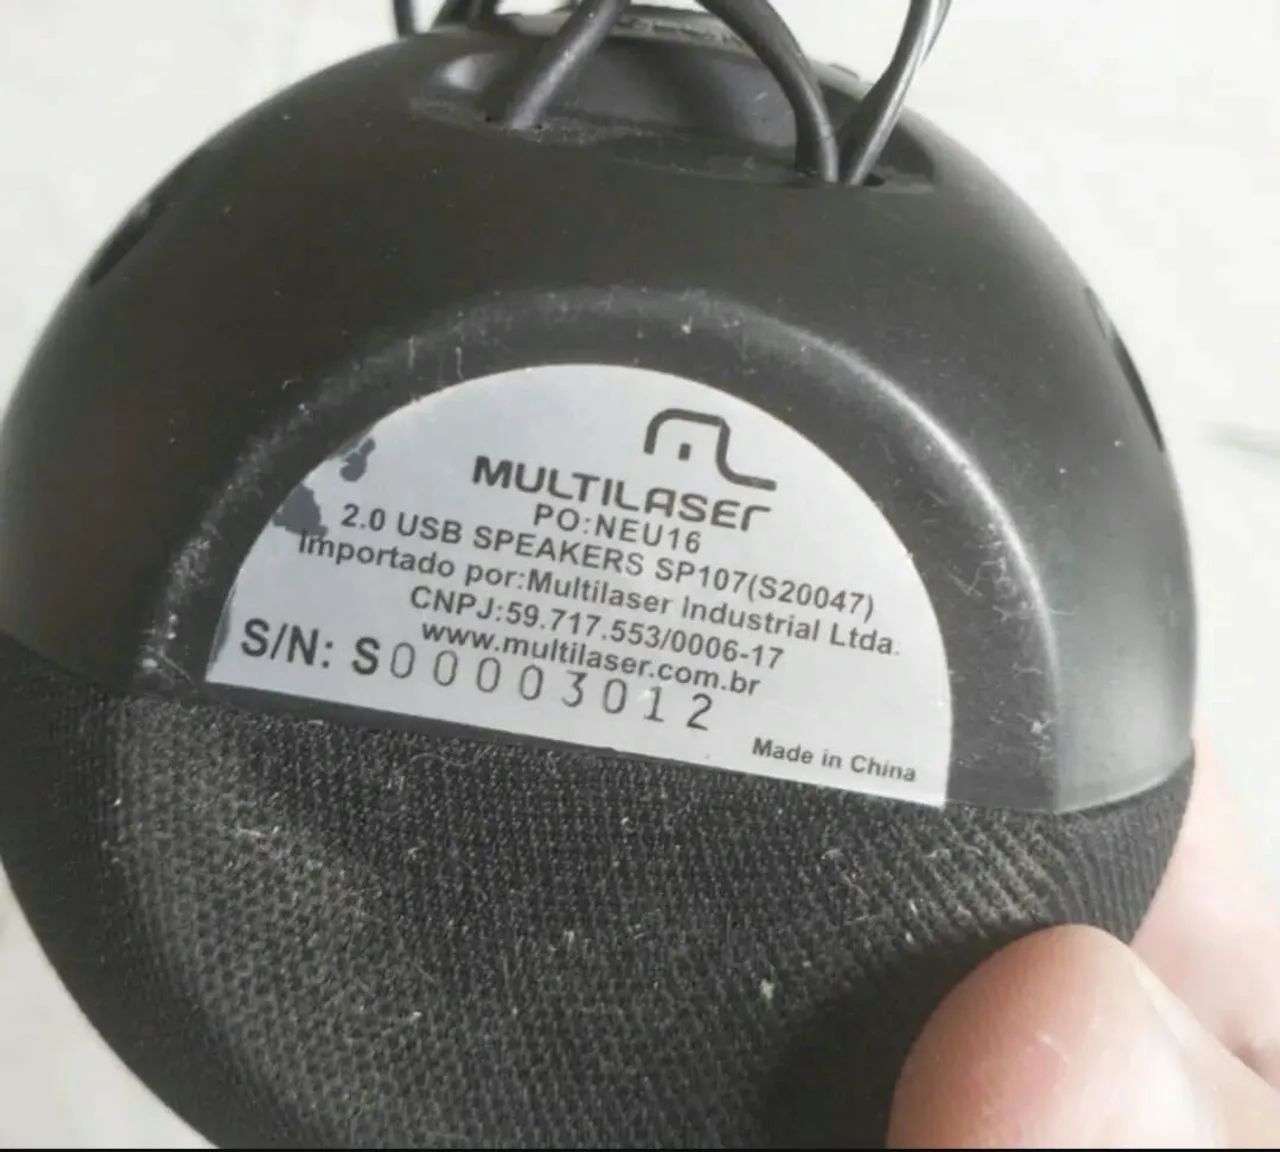 MULTILASER
PO:NEU16
2.0 USB SPEAKERS SP107(S20047)
Importado por:Multilaser Industrial Ltda.
CNPJ:59.717.553/0006-17
www.multilaser.com.br
S/N: S00003012
Made in China